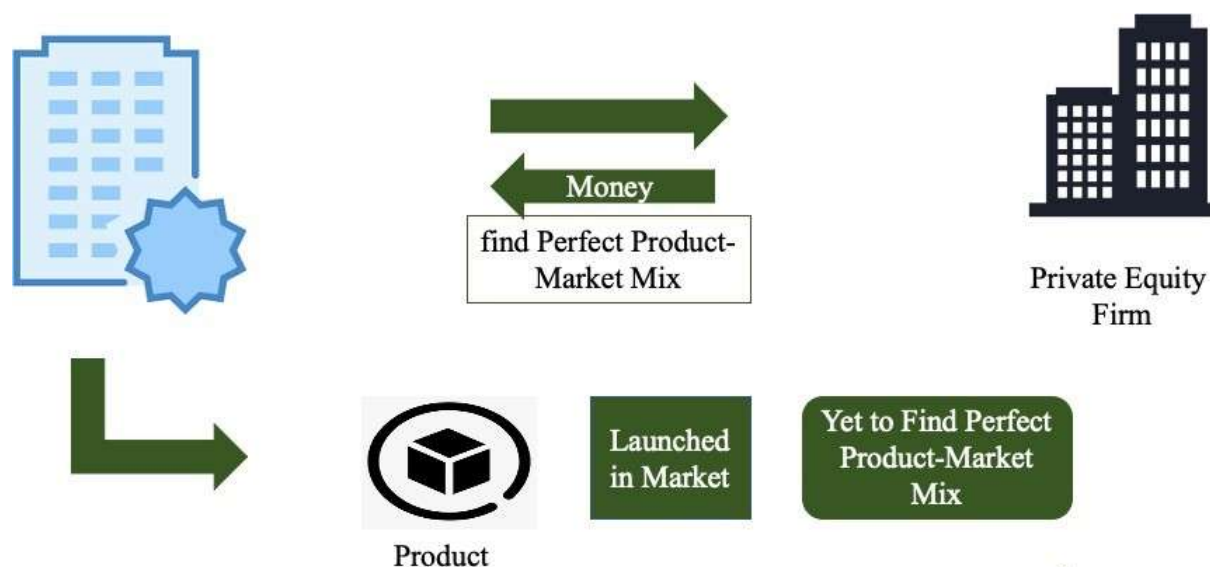 Money
find Perfect Product-
Market Mix
Private Equity
Firm
Launched
in Market
Yet to Find Perfect
Product-Market
Mix
Product